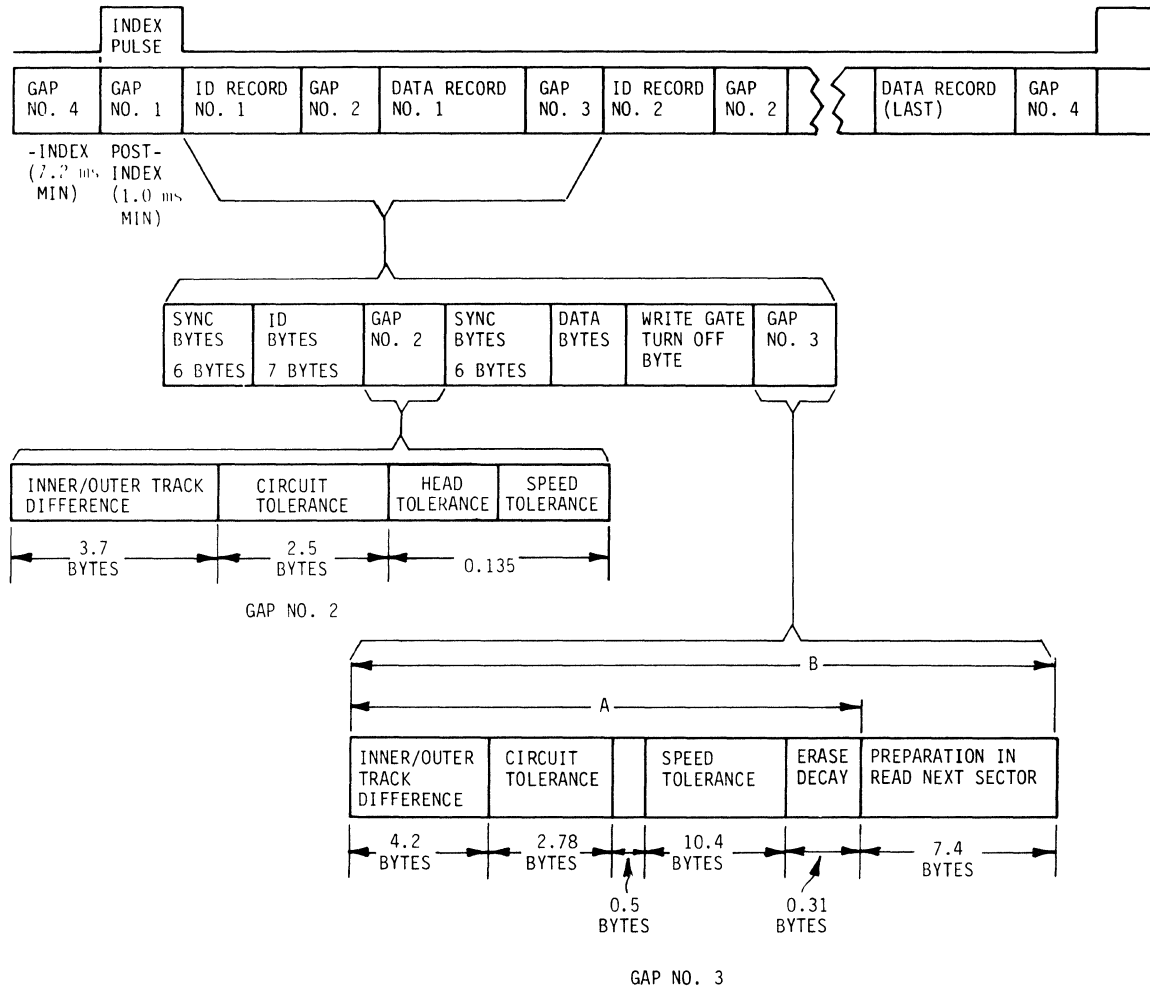 INDEX
PULSE
GAP
NO. 4
GAP
NO. 1
ID RECORD
NO. 1
GAP
NO. 2
DATA RECORD
NO. 1
GAP
NO. 3
ID RECORD
NO. 2
GAP
NO. 2
DATA RECORD
(LAST)
GAP
NO. 4
-INDEX
(7.2 ms
MIN)
POST-
INDEX
(1.0 ms
MIN)
SYNC
BYTES
6 BYTES
ID
BYTES
7 BYTES
GAP
NO. 2
SYNC
BYTES
6 BYTES
DATA
BYTES
WRITE GATE
TURN OFF
BYTE
GAP
NO. 3
INNER/OUTER TRACK
DIFFERENCE
CIRCUIT
TOLERANCE
HEAD
TOLERANCE
SPEED
TOLERANCE
3.7
BYTES
2.5
BYTES
0.135
GAP NO. 2
B
A
INNER/OUTER
TRACK
DIFFERENCE
CIRCUIT
TOLERANCE
SPEED
TOLERANCE
ERASE
DECAY
PREPARATION IN
READ NEXT SECTOR
4.2
BYTES
2.78
BYTES
10.4
BYTES
7.4
BYTES
0.5
BYTES
0.31
BYTES
GAP NO. 3